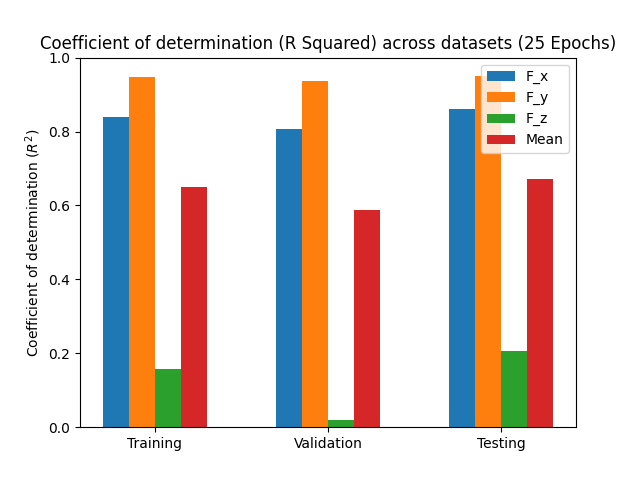 Coefficient of determination (R Squared) across datasets (25 Epochs)
Coefficient of determination (R²)
1.0
0.8
0.6
0.4
0.2
0.0
F_x
F_y
F_z
Mean
Training
Validation
Testing